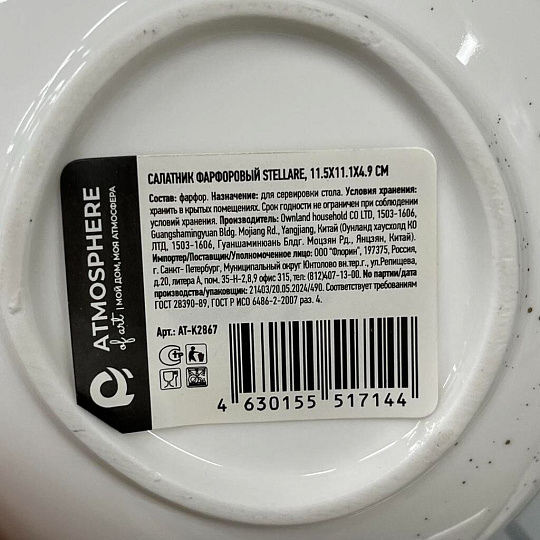 ATMOSPHERE
of art | МОЙ ДОМ, МОЯ АТМОСФЕРА
САЛАТНИК ФАРФОРОВЫЙ STELLARE, 11.5X11.1X4.9 СМ
Состав: фарфор. Назначение: для сервировки стола. Условия хранения:
хранить в крытых помещениях. Срок годности не ограничен при соблюдении
условий хранения. Производитель: Ownland household CO LTD, 1503-1606,
Guangshamingyuan Bldg. Mojiang Rd., Yangjiang, Китай (Оунланд хаусхолд КО
ЛТД, 1503-1606, Гуаншаминюань Блдг. Моцзян Рд., Янцзян, Китай).
Импортер/Поставщик/Уполномоченное лицо: ООО "Флорин", 197375, Россия,
г. Санкт- Петербург, Муниципальный округ Юнтолово вн.тер.г., ул.Репищева,
д.20, литера А, пом. 35-Н-2,8,9 офис 315, тел: (812)407-13-00. No партии/дата
производства/упаковщик: 21403/20.05.2024/490. Соответствует требованиям
ГОСТ 28390-89, ГОСТ Р ИСО 6486-2-2007 раз. 4.
Арт.: AT-K2867
4 630155 517144